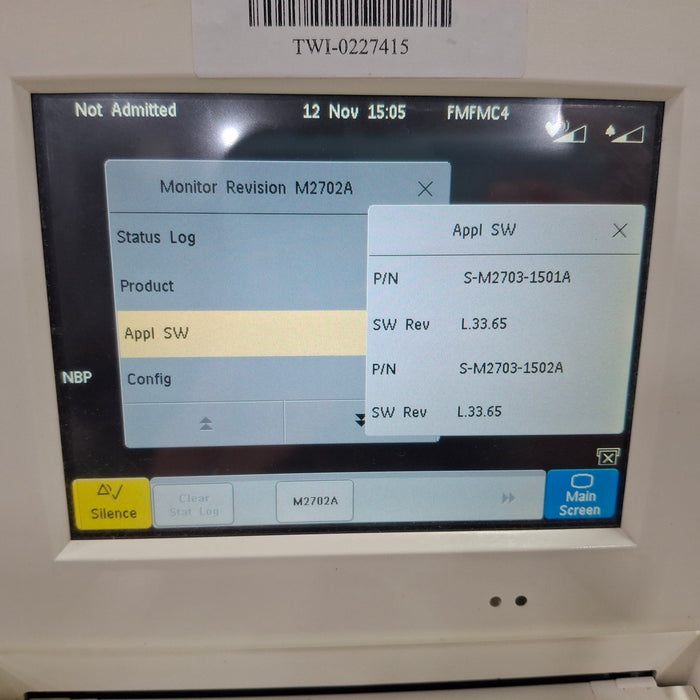 TWI-0227415
Not Admitted 12 Nov 15:05 FMFMC4
Monitor Revision M2702A
Status Log
Product
Appl SW
Config
Appl SW
P/N S-M2703-1501A
SW Rev L.33.65
P/N S-M2703-1502A
SW Rev L.33.65
NBP
Silence
Clear
Stat Log
M2702A
Main
Screen